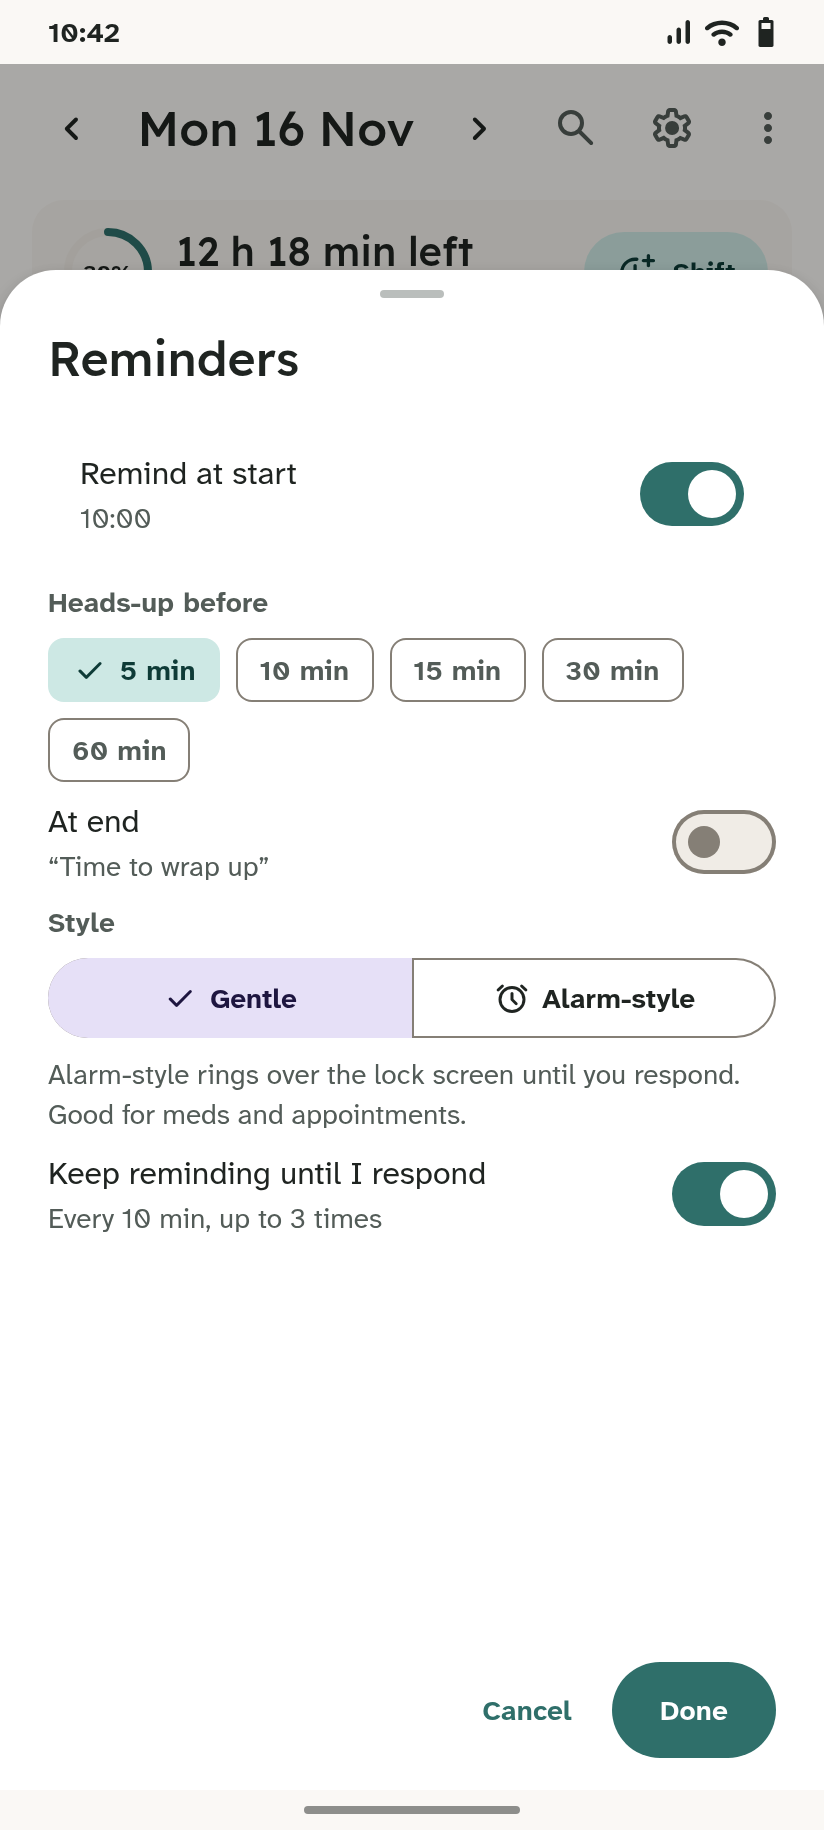 10:42
Mon 16 Nov
12 h 18 min left
Shift
Reminders
Remind at start
10:00
Heads-up before
5 min
10 min
15 min
30 min
60 min
At end
“Time to wrap up”
Style
Gentle
Alarm-style
Alarm-style rings over the lock screen until you respond.
Good for meds and appointments.
Keep reminding until I respond
Every 10 min, up to 3 times
Cancel
Done